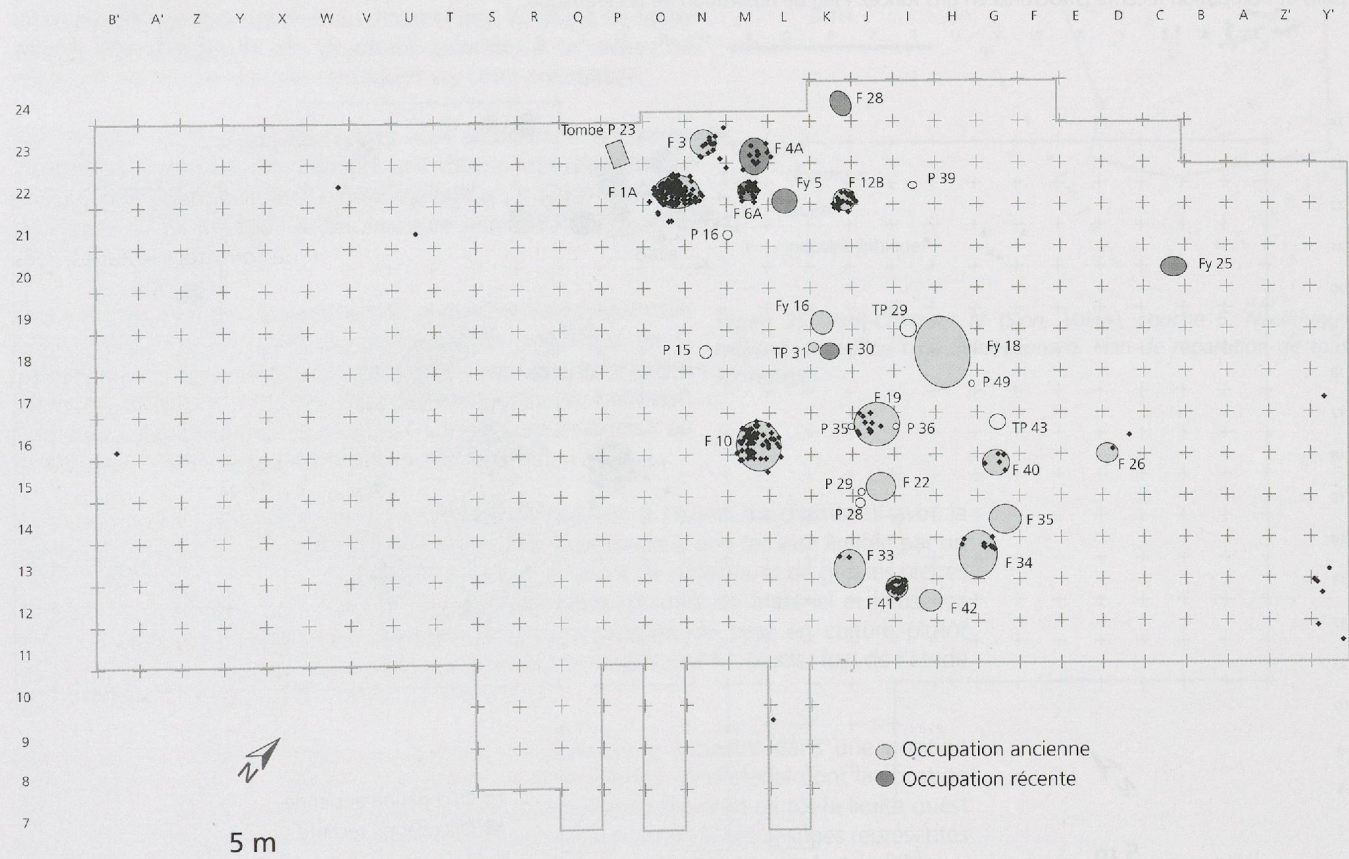 B' A' Z Y X W V U T S R Q P O N M L K J I H G F E D C B A Z' Y'
24
F 28
Tombe P 23
23
F 3
F 4A
22
F 1A
F 6A
Fy 5
F 12B
P 39
21
P 16
20
Fy 25
19
Fy 16
TP 29
18
P 15
TP 31
F 30
Fy 18
P 49
17
F 19
16
F 10
P 35
P 36
TP 43
F 40
F 26
15
P 29
F 22
P 28
14
F 35
13
F 33
F 34
12
F 41
F 42
11
10
9
N
Occupation ancienne
8
Occupation récente
7
5 m